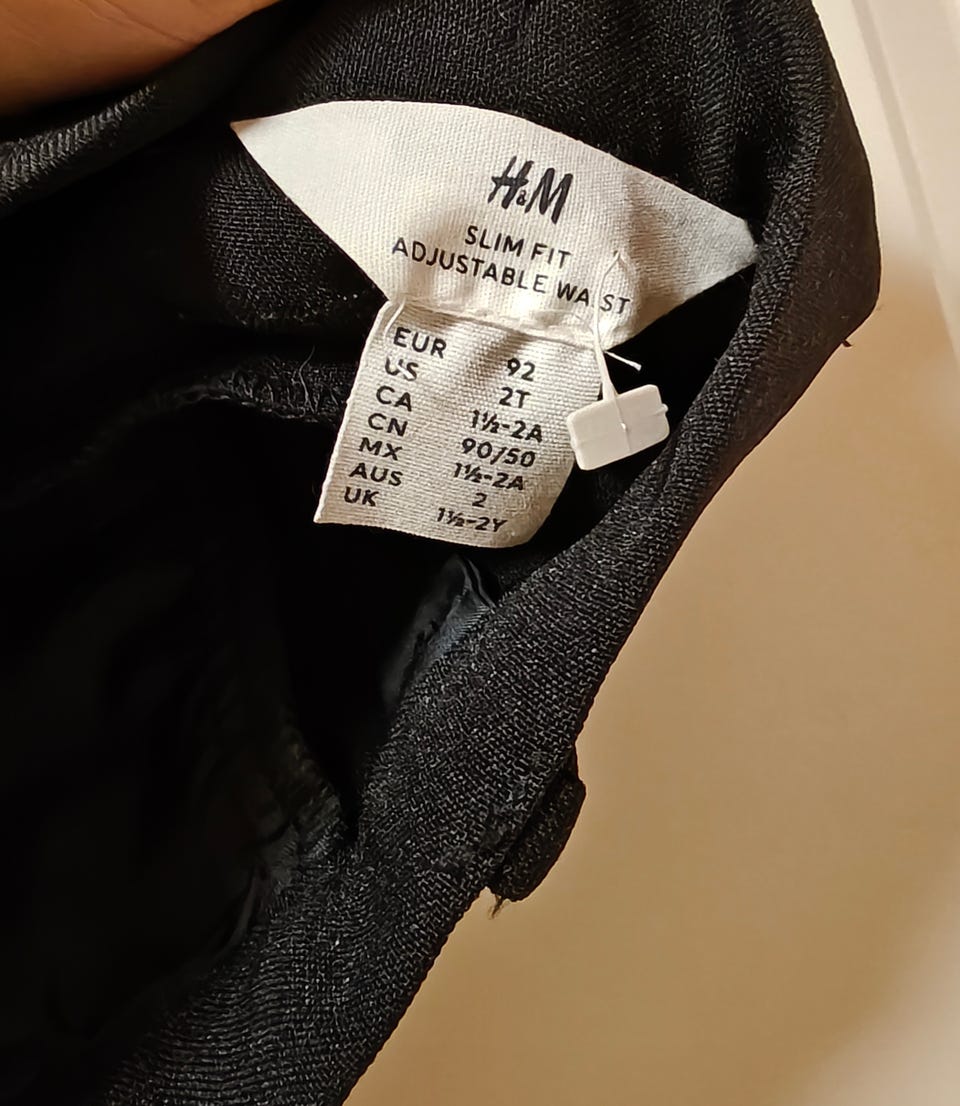 H&M
SLIM FIT
ADJUSTABLE WAIST
EUR 92
US 2T
CA 1½-2A
CN 90/50
MX 1½-2A
AUS 2
UK 1½-2Y